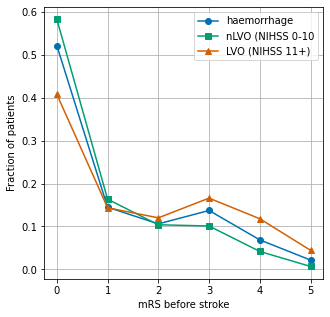 0.6
0.5
0.4
0.3
0.2
0.1
0.0
Fraction of patients
haemorrhage
nLVO (NIHSS 0-10
LVO (NIHSS 11+)
0 1 2 3 4 5
mRS before stroke